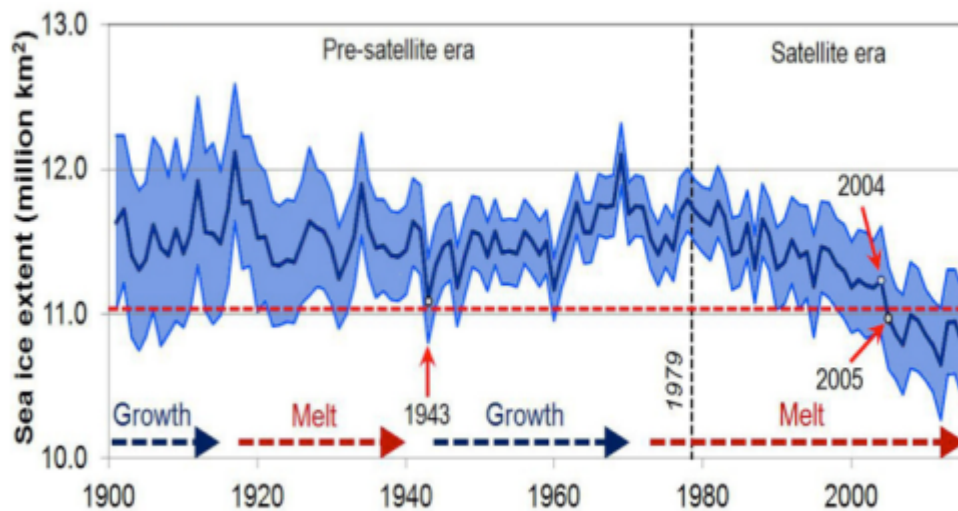 Sea ice extent (million km²)
13.0
12.0
11.0
10.0
Pre-satellite era
Satellite era
2004
2005
1979
1943
Growth
Melt
Growth
Melt
1900
1920
1940
1960
1980
2000